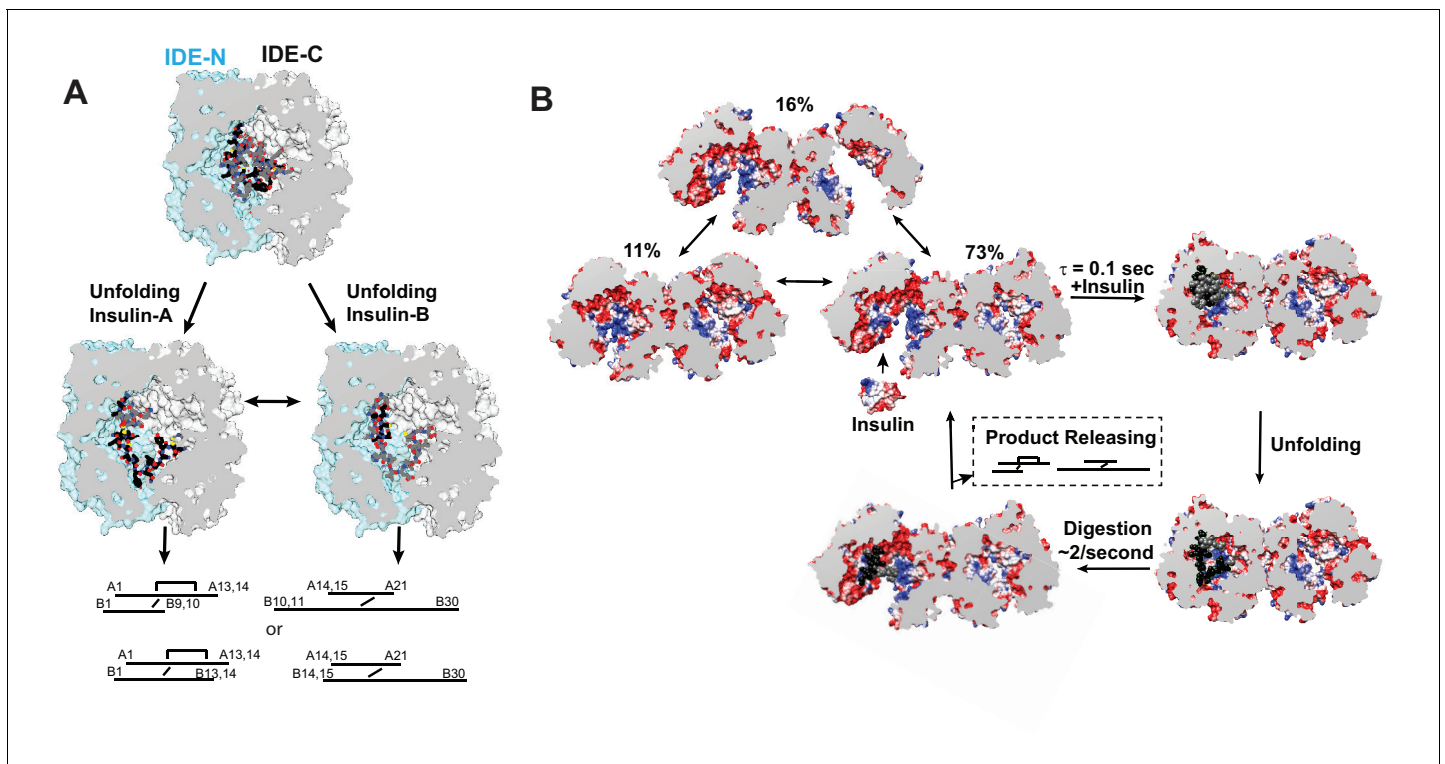 A
IDE-N IDE-C
Unfolding
Insulin-A
Unfolding
Insulin-B
A1 A13,14
B1 B9,10
A14,15 A21
B10,11 B30
or
A1 A13,14
B1 B13,14
A14,15 A21
B14,15 B30
B
16%
11%
73%
τ = 0.1 sec
+Insulin
Insulin
Product Releasing
Unfolding
Digestion
~2/second